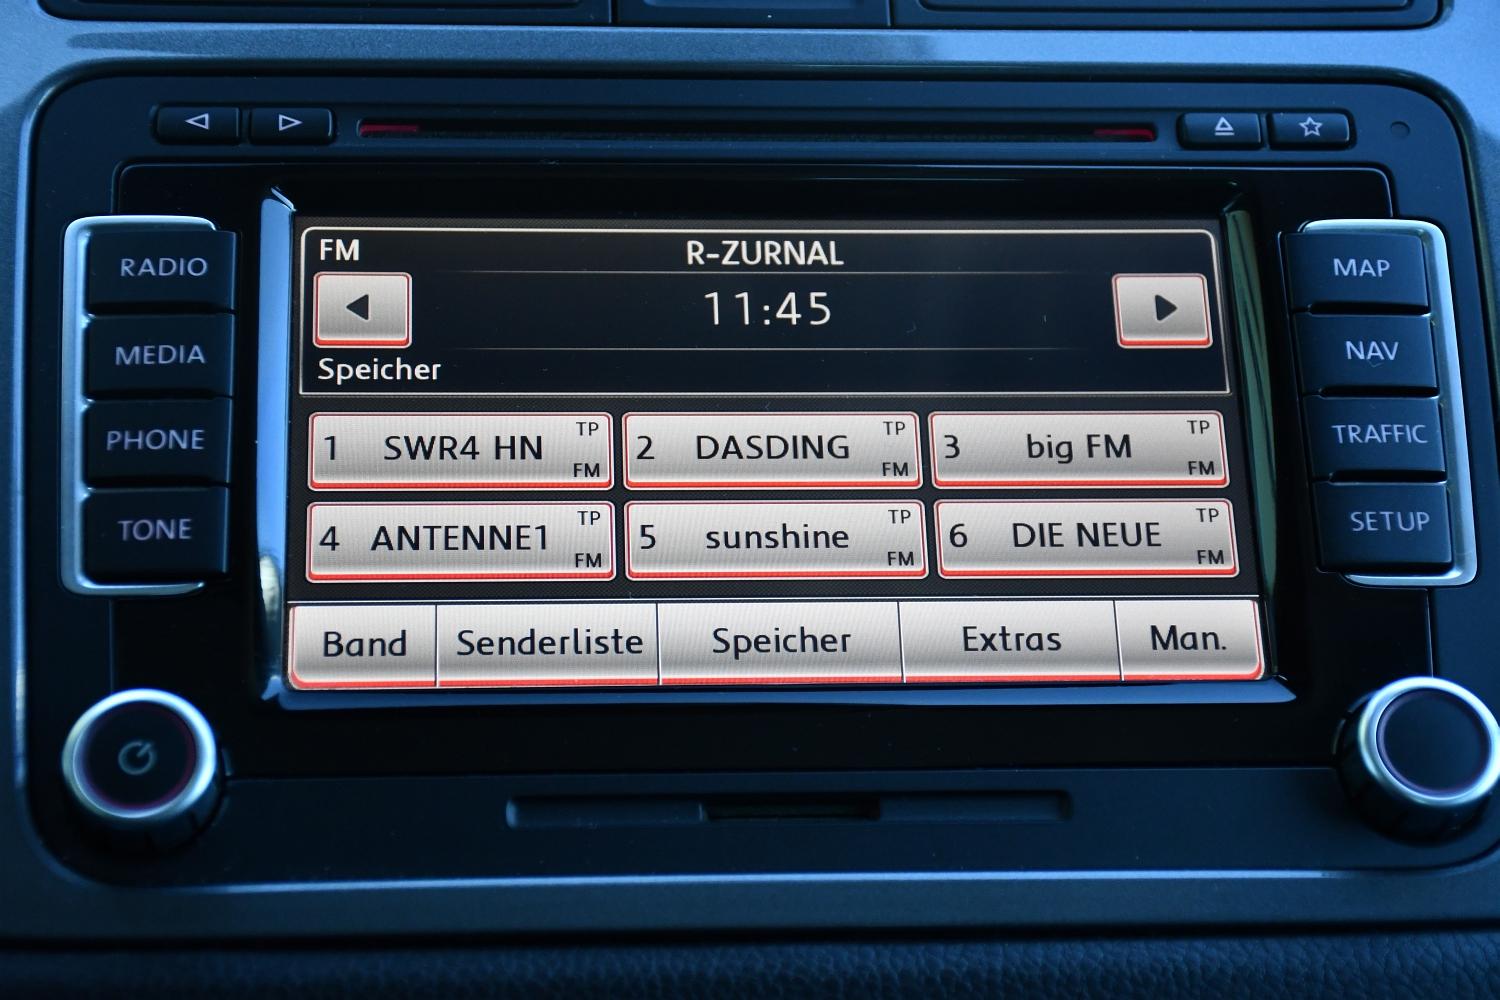 RADIO
MEDIA
PHONE
TONE
FM
R-ZURNAL
11:45
Speicher
1 SWR4 HN TP FM
2 DASDING TP FM
3 big FM TP FM
4 ANTENNE1 TP FM
5 sunshine TP FM
6 DIE NEUE TP FM
Band
Senderliste
Speicher
Extras
Man.
MAP
NAV
TRAFFIC
SETUP